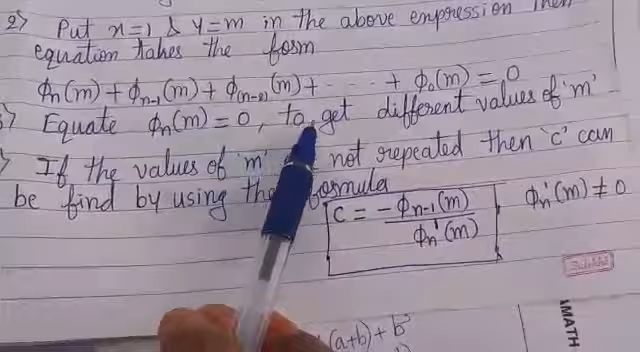 2) Put x=1 & y=m in the above expression then
equation takes the form
ϕn(m) + ϕn-1(m) + ϕ(n-2)(m) + - - - - + ϕ0(m) = 0
Equate ϕn(m) = 0, to get different values of 'm'
If the values of 'm' not repeated then 'c' can
be find by using the formula
C = -ϕn-1(m) / ϕn'(m) ϕn'(m) ≠ 0
MATH
(a+b) + b